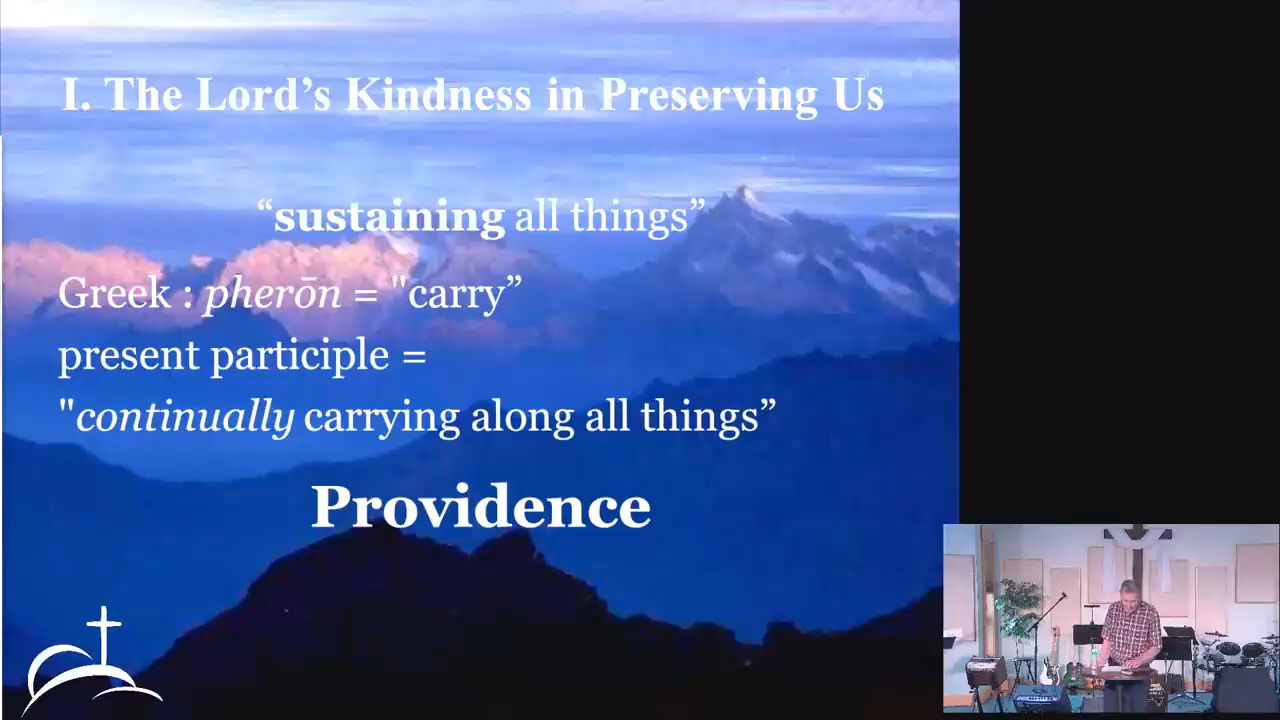 I. The Lord’s Kindness in Preserving Us
“sustaining all things”
Greek : pherōn = "carry”
present participle =
"continually carrying along all things”
Providence